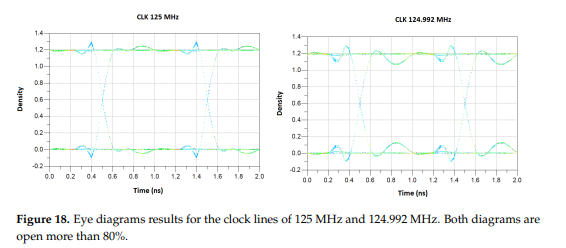 CLK 125 MHz
1.4
1.2
1.0
0.8
0.6
0.4
0.2
0.0
-0.2
Density
0.0 0.2 0.4 0.6 0.8 1.0 1.2 1.4 1.6 1.8 2.0
Time (ns)
CLK 124.992 MHz
1.4
1.2
1.0
0.8
0.6
0.4
0.2
0.0
-0.2
Density
0.0 0.2 0.4 0.6 0.8 1.0 1.2 1.4 1.6 1.8 2.0
Time (ns)
Figure 18. Eye diagrams results for the clock lines of 125 MHz and 124.992 MHz. Both diagrams are
open more than 80%.